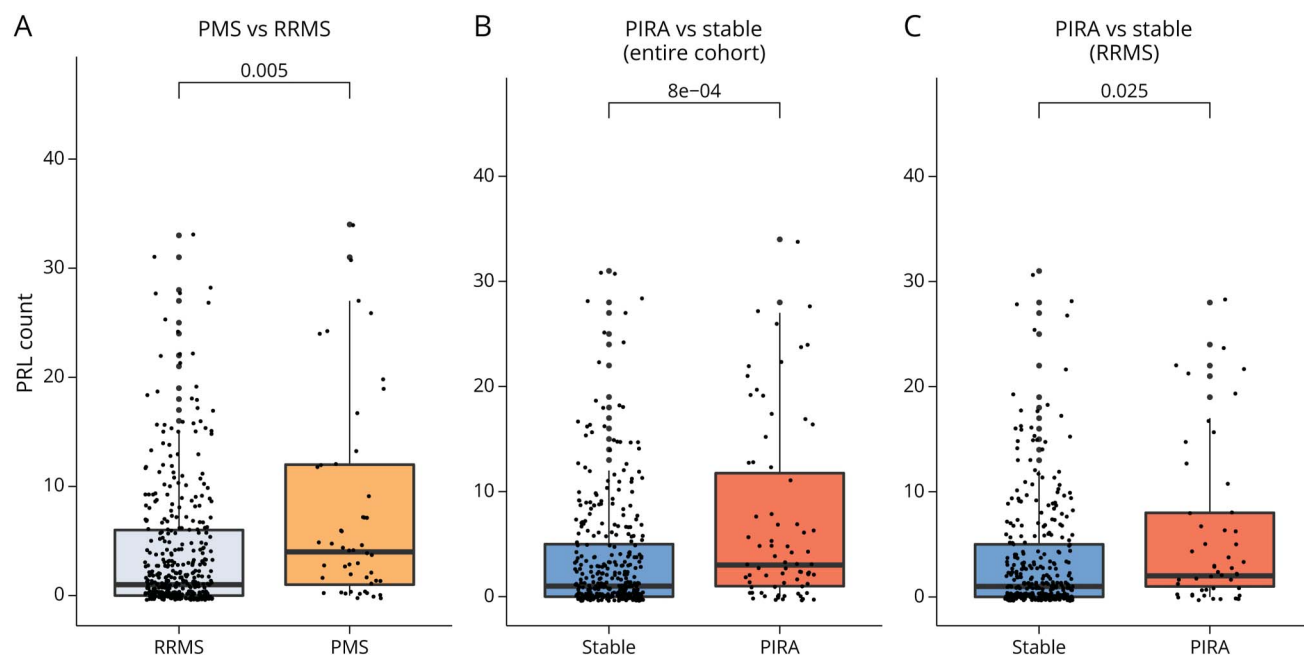 A
PMS vs RRMS
0.005
PRL count
40
30
20
10
0
RRMS
PMS
B
PIRA vs stable
(entire cohort)
8e−04
40
30
20
10
0
Stable
PIRA
C
PIRA vs stable
(RRMS)
0.025
40
30
20
10
0
Stable
PIRA